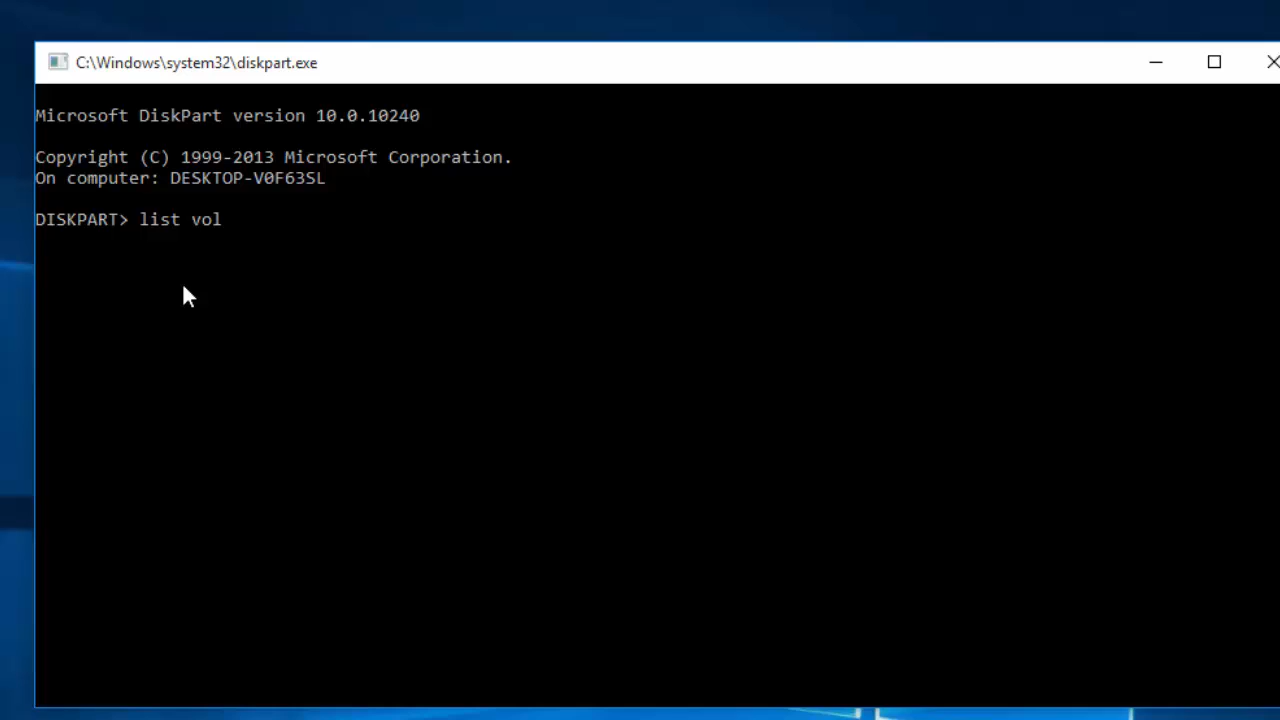 C:\Windows\system32\diskpart.exe
Microsoft DiskPart version 10.0.10240
Copyright (C) 1999-2013 Microsoft Corporation.
On computer: DESKTOP-V0F63SL
DISKPART> list vol